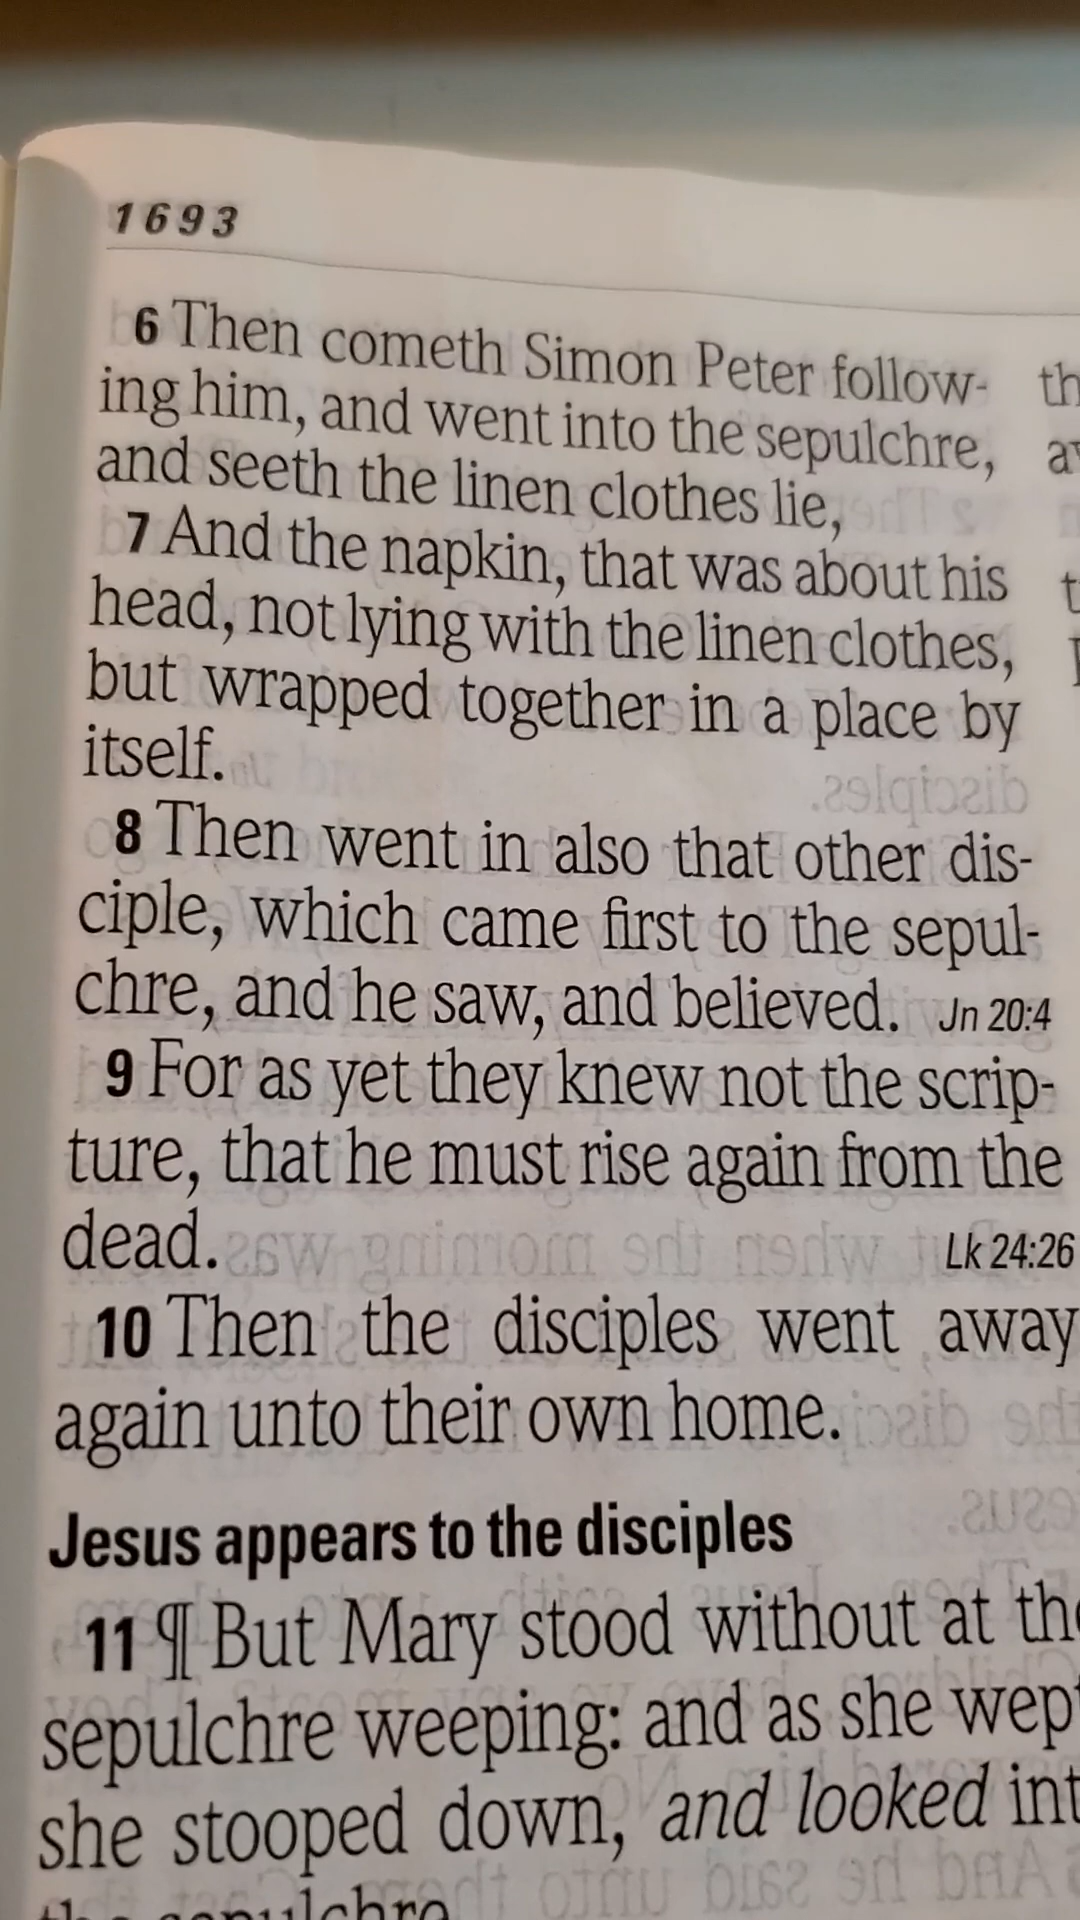 1693
6 Then cometh Simon Peter follow-
ing him, and went into the sepulchre,
and seeth the linen clothes lie,
7 And the napkin, that was about his
head, not lying with the linen clothes,
but wrapped together in a place by
itself.
8 Then went in also that other dis-
ciple, which came first to the sepul-
chre, and he saw, and believed. Jn 20:4
9 For as yet they knew not the scrip-
ture, that he must rise again from the
dead. Lk 24:26
10 Then the disciples went away
again unto their own home.
Jesus appears to the disciples
11 ¶ But Mary stood without at the
sepulchre weeping: and as she wept
she stooped down, and looked int
the sepulchre